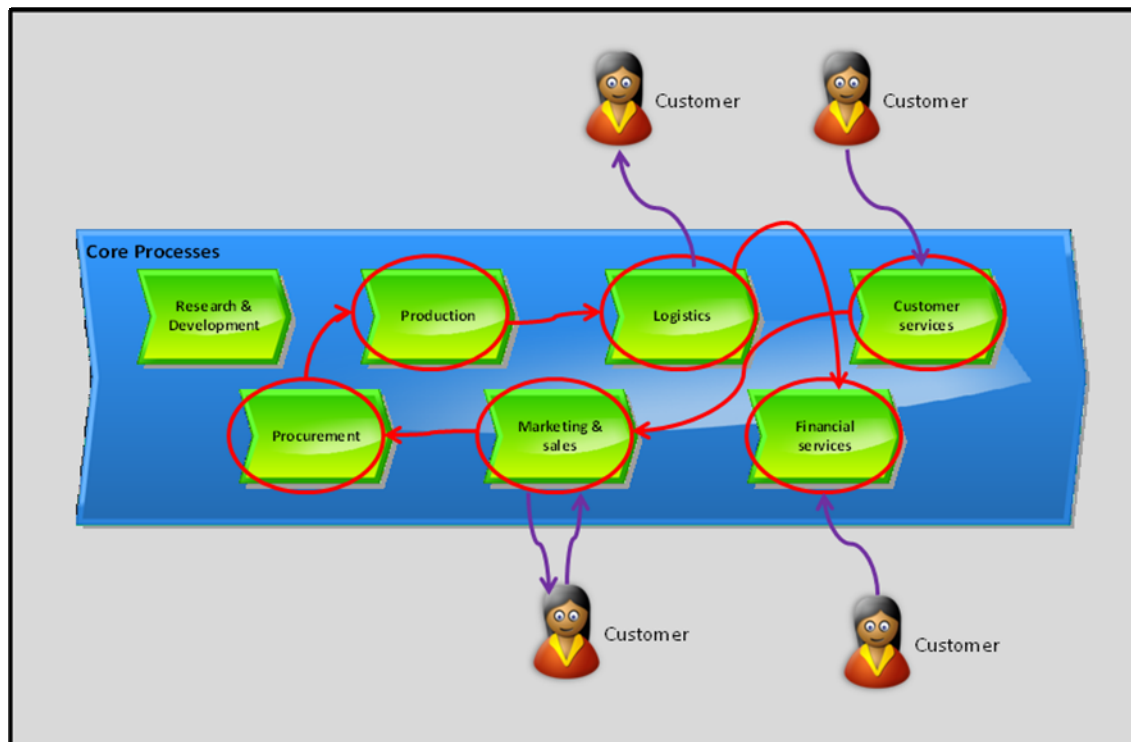 Customer
Customer
Core Processes
Research &
Development
Production
Logistics
Customer
services
Procurement
Marketing &
sales
Financial
services
Customer
Customer